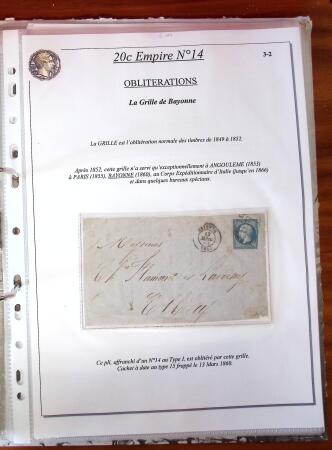 20c Empire N°14
3-2
OBLITERATIONS
La Grille de Bayonne
La GRILLE est l'oblitération normale des timbres de 1849 à 1852.
Après 1852, cette grille n'a servi qu'exceptionnellement à ANGOULEME (1853)
à PARIS (1853), BAYONNE (1860), au Corps Expéditionnaire d'Italie (jusqu'en 1866)
et dans quelques bureaux spéciaux.
Messieurs
Ce pli, affranchi d'un N°14 au Type I, est oblitéré par cette grille.
Cachet à date au type 15 frappé le 13 Mars 1860.